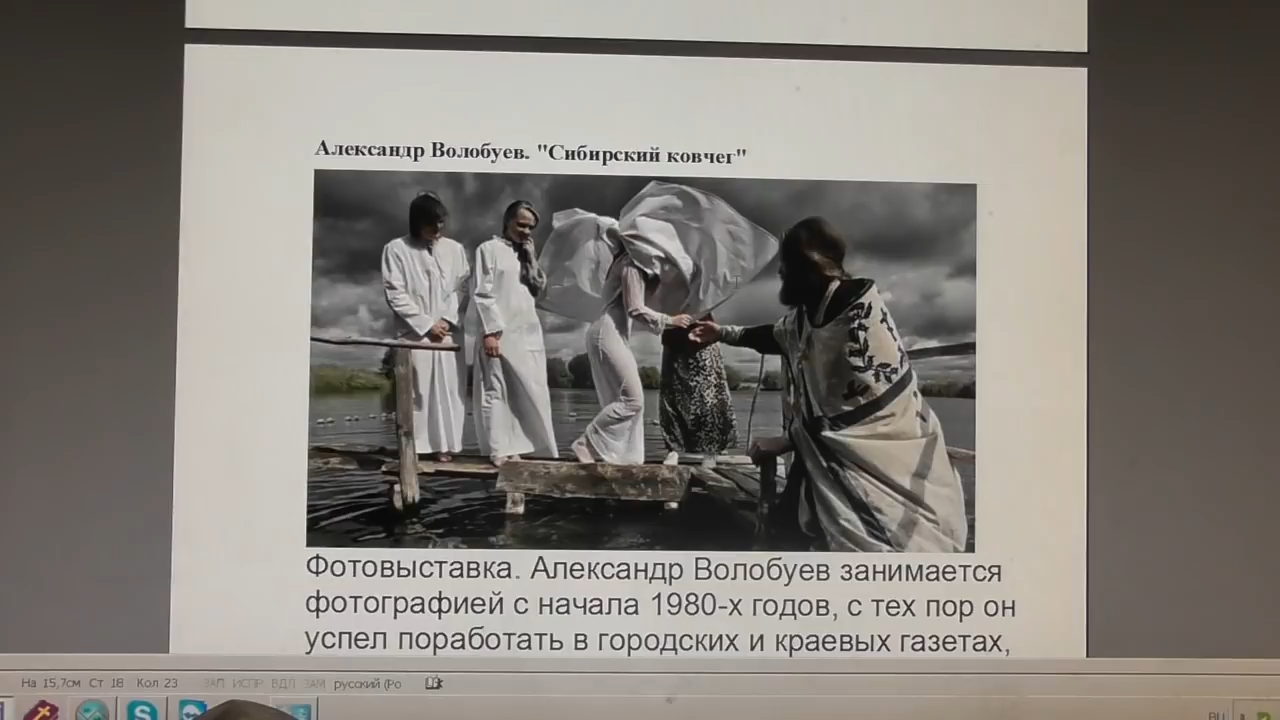 Александр Волобуев. "Сибирский ковчег"
Фотовыставка. Александр Волобуев занимается
фотографией с начала 1980-х годов, с тех пор он
успел поработать в городских и краевых газетах,
На 15,7см Ст 18 Кол 23 ЗАП ИСПР ВДЛ ЗАМ русский (Ро
RU